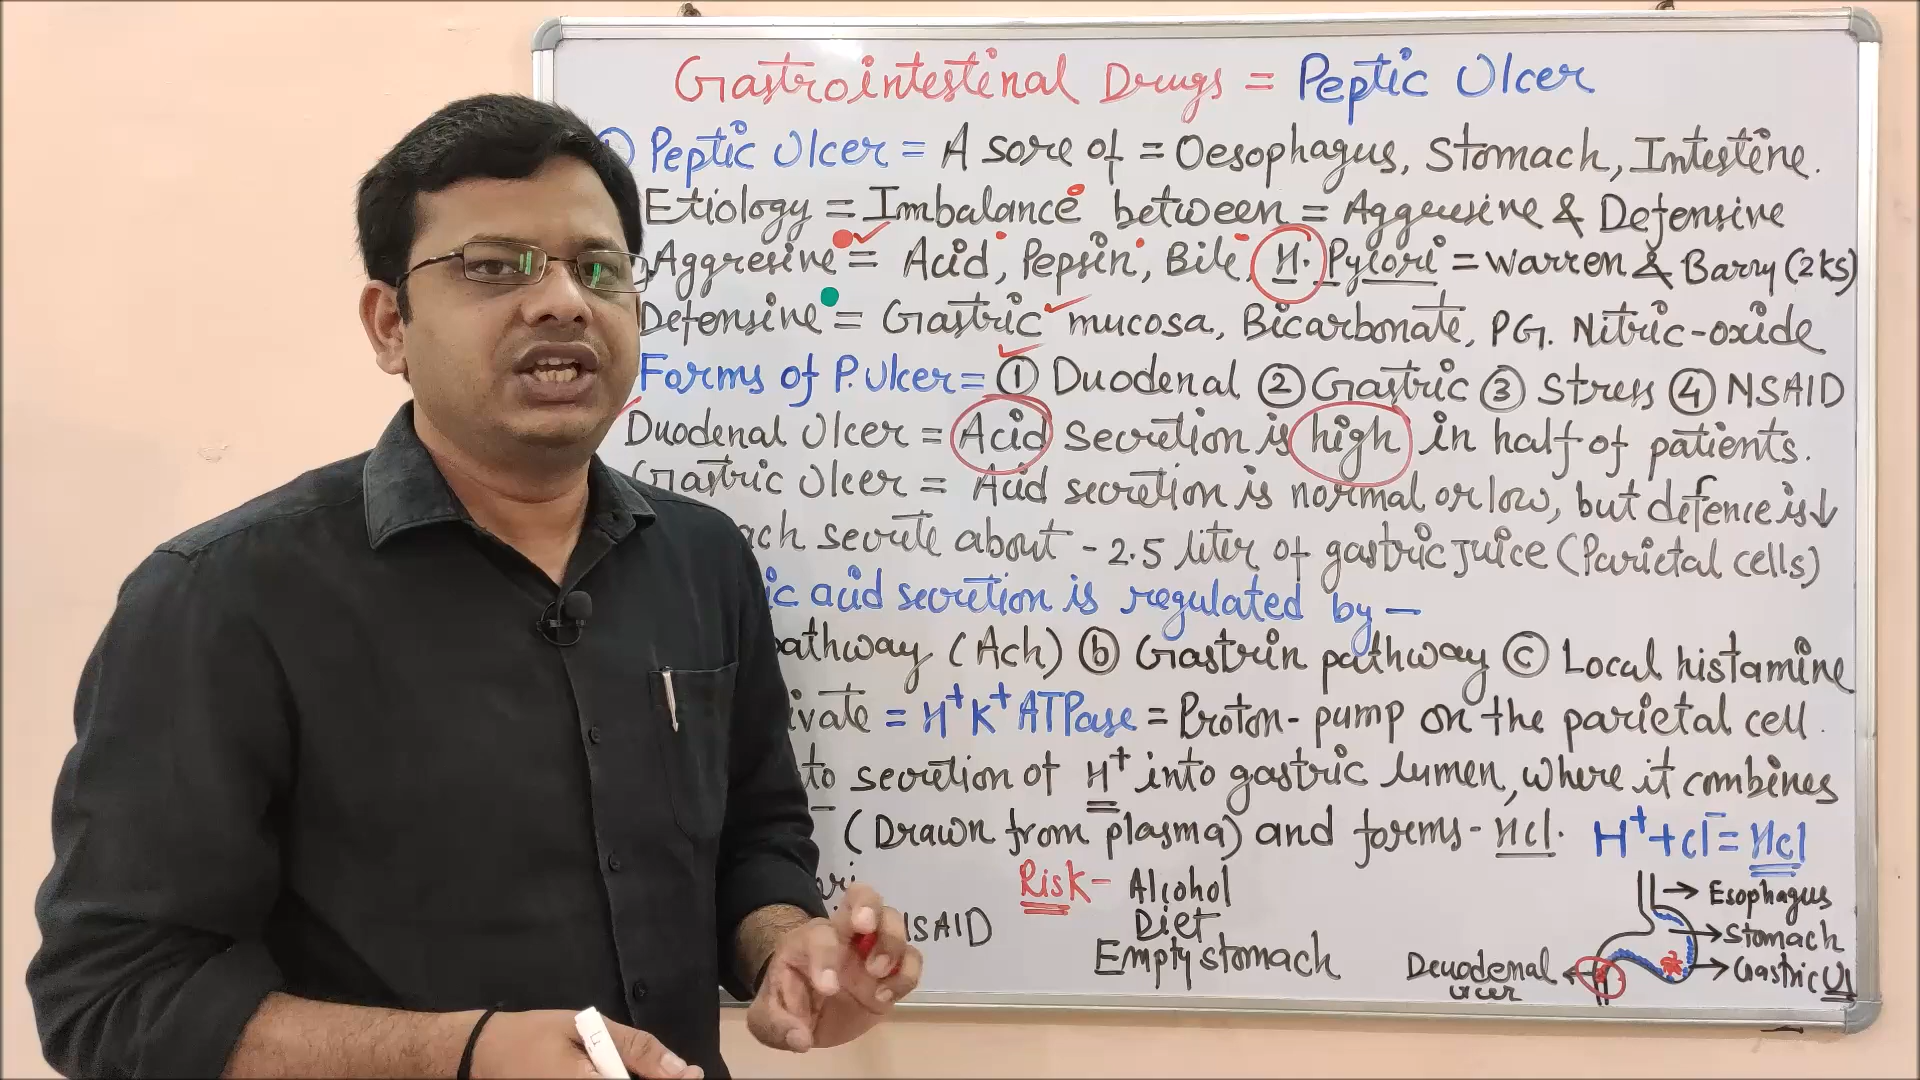 Gastrointestinal Drugs = Peptic Ulcer
Peptic Ulcer = A sore of = Oesophagus, Stomach, Intestine.
Etiology = Imbalance between = Aggressive & Defensive
Aggresive = Acid, Pepsin, Bile, H. Pylori = Warren & Barry (2ks)
Defensive = Gastric mucosa, Bicarbonate, PG. Nitric-oxide
Forms of P. Ulcer = ① Duodenal ② Gastric ③ Stress ④ NSAID
Duodenal Ulcer = Acid secretion is high in half of patients.
Gastric Ulcer = Acid secretion is normal or low, but defence is ↓
ach secrete about - 2.5 liter of gastric juice (Parietal cells)
ic acid secretion is regulated by —
pathway (Ach) ⓑ Gastrin pathway ⓒ Local histamine
ivate = H⁺K⁺ ATPase = Proton-pump on the parietal cell.
to secretion of H⁺ into gastric lumen, where it combines
(Drawn from plasma) and forms - Hcl. H⁺ + cl⁻ = Hcl
Risk - Alcohol
NSAID Diet
Empty stomach
Esophagus
Stomach
Gastric Ul
Deuodenal
ulcer